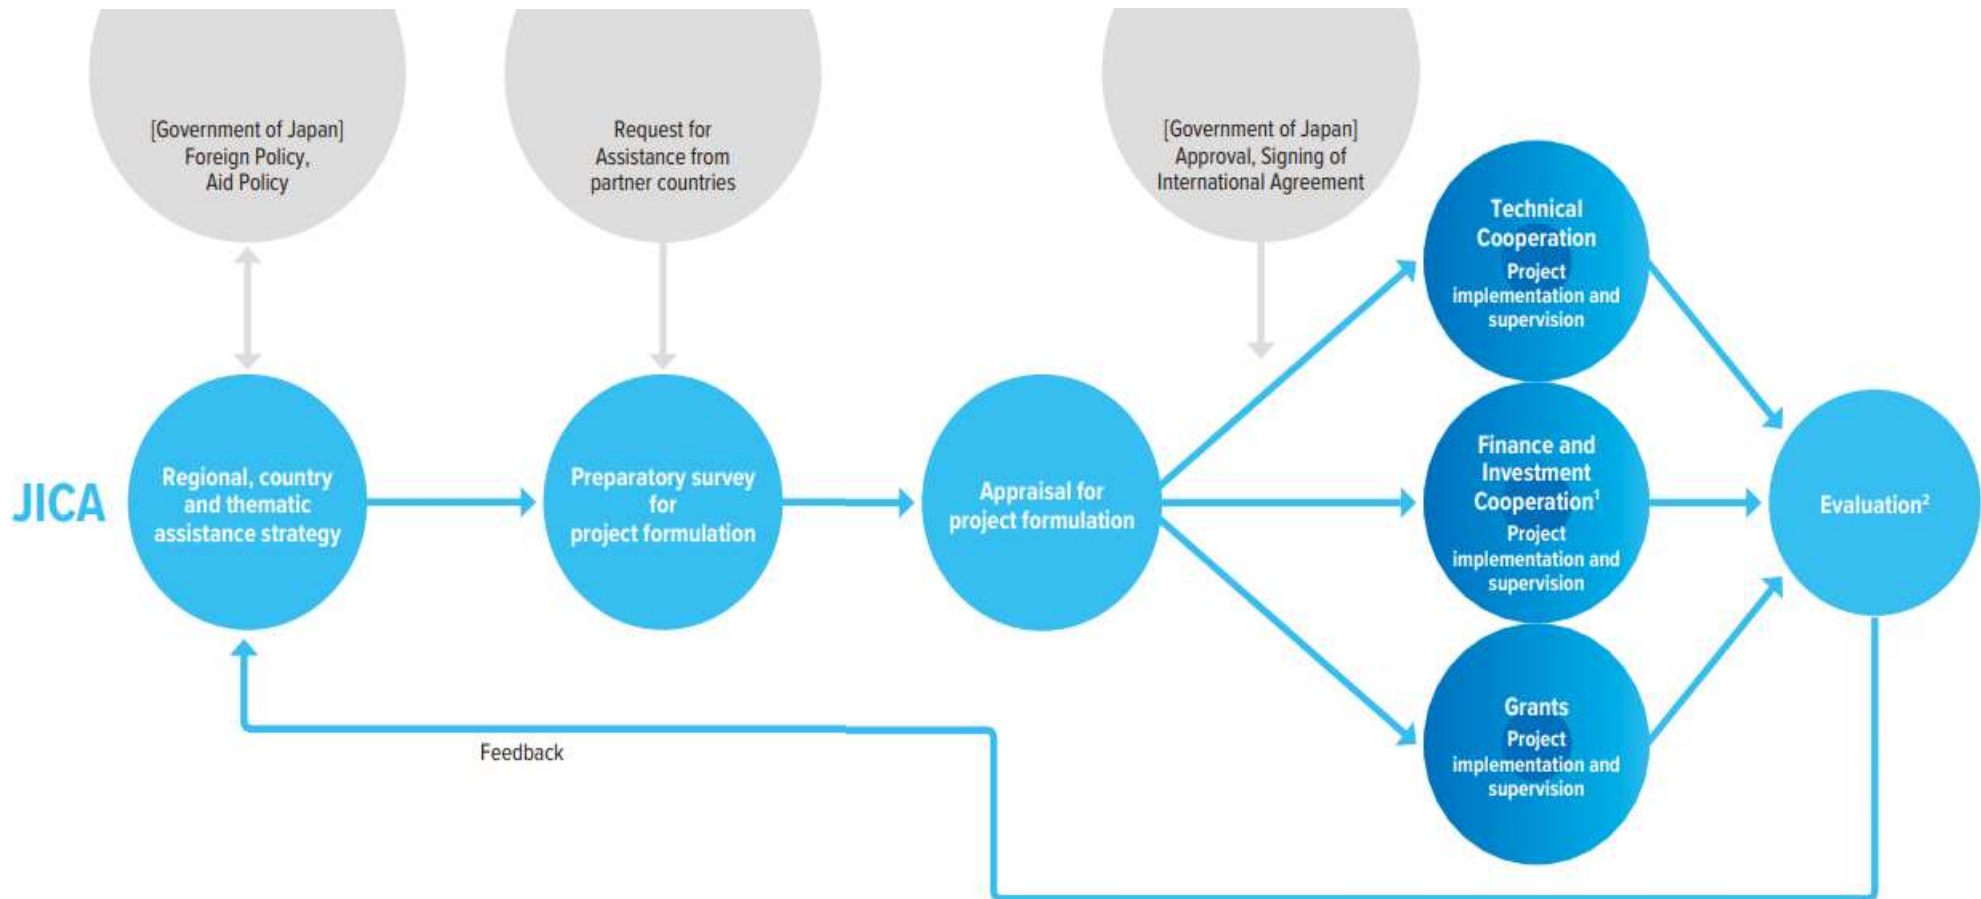 [Government of Japan]
Foreign Policy,
Aid Policy
Request for
Assistance from
partner countries
[Government of Japan]
Approval, Signing of
International Agreement
JICA
Regional, country
and thematic
assistance strategy
Preparatory survey
for
project formulation
Appraisal for
project formulation
Technical
Cooperation
Project
implementation and
supervision
Finance and
Investment
Cooperation¹
Project
implementation and
supervision
Grants
Project
implementation and
supervision
Evaluation²
Feedback